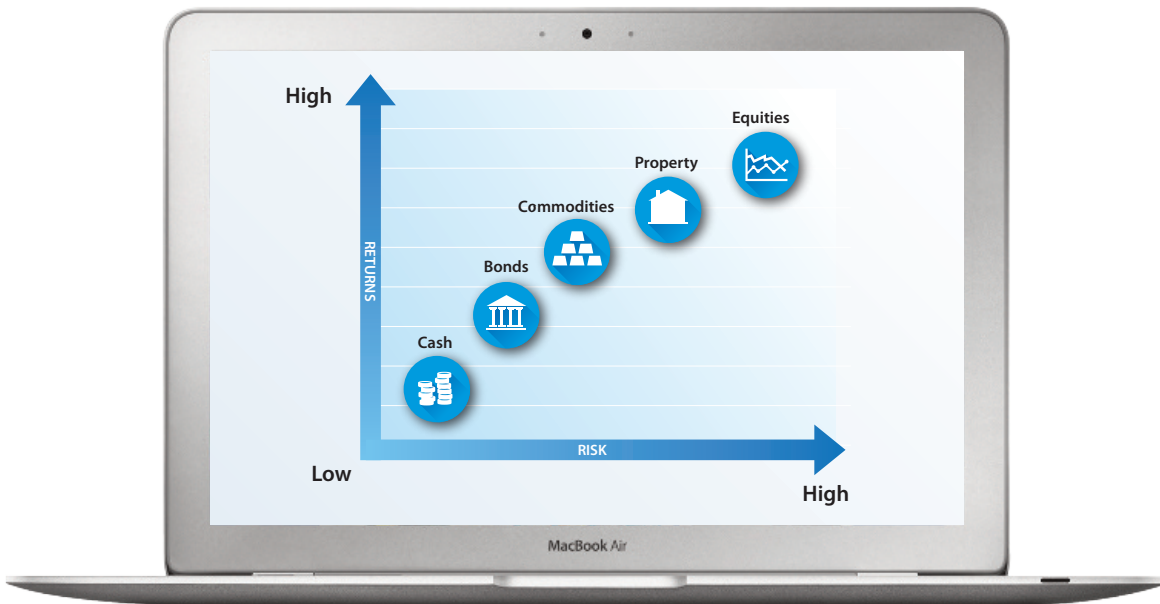 High
Equities
Property
Commodities
RETURNS
Bonds
Cash
RISK
Low
High
MacBook Air